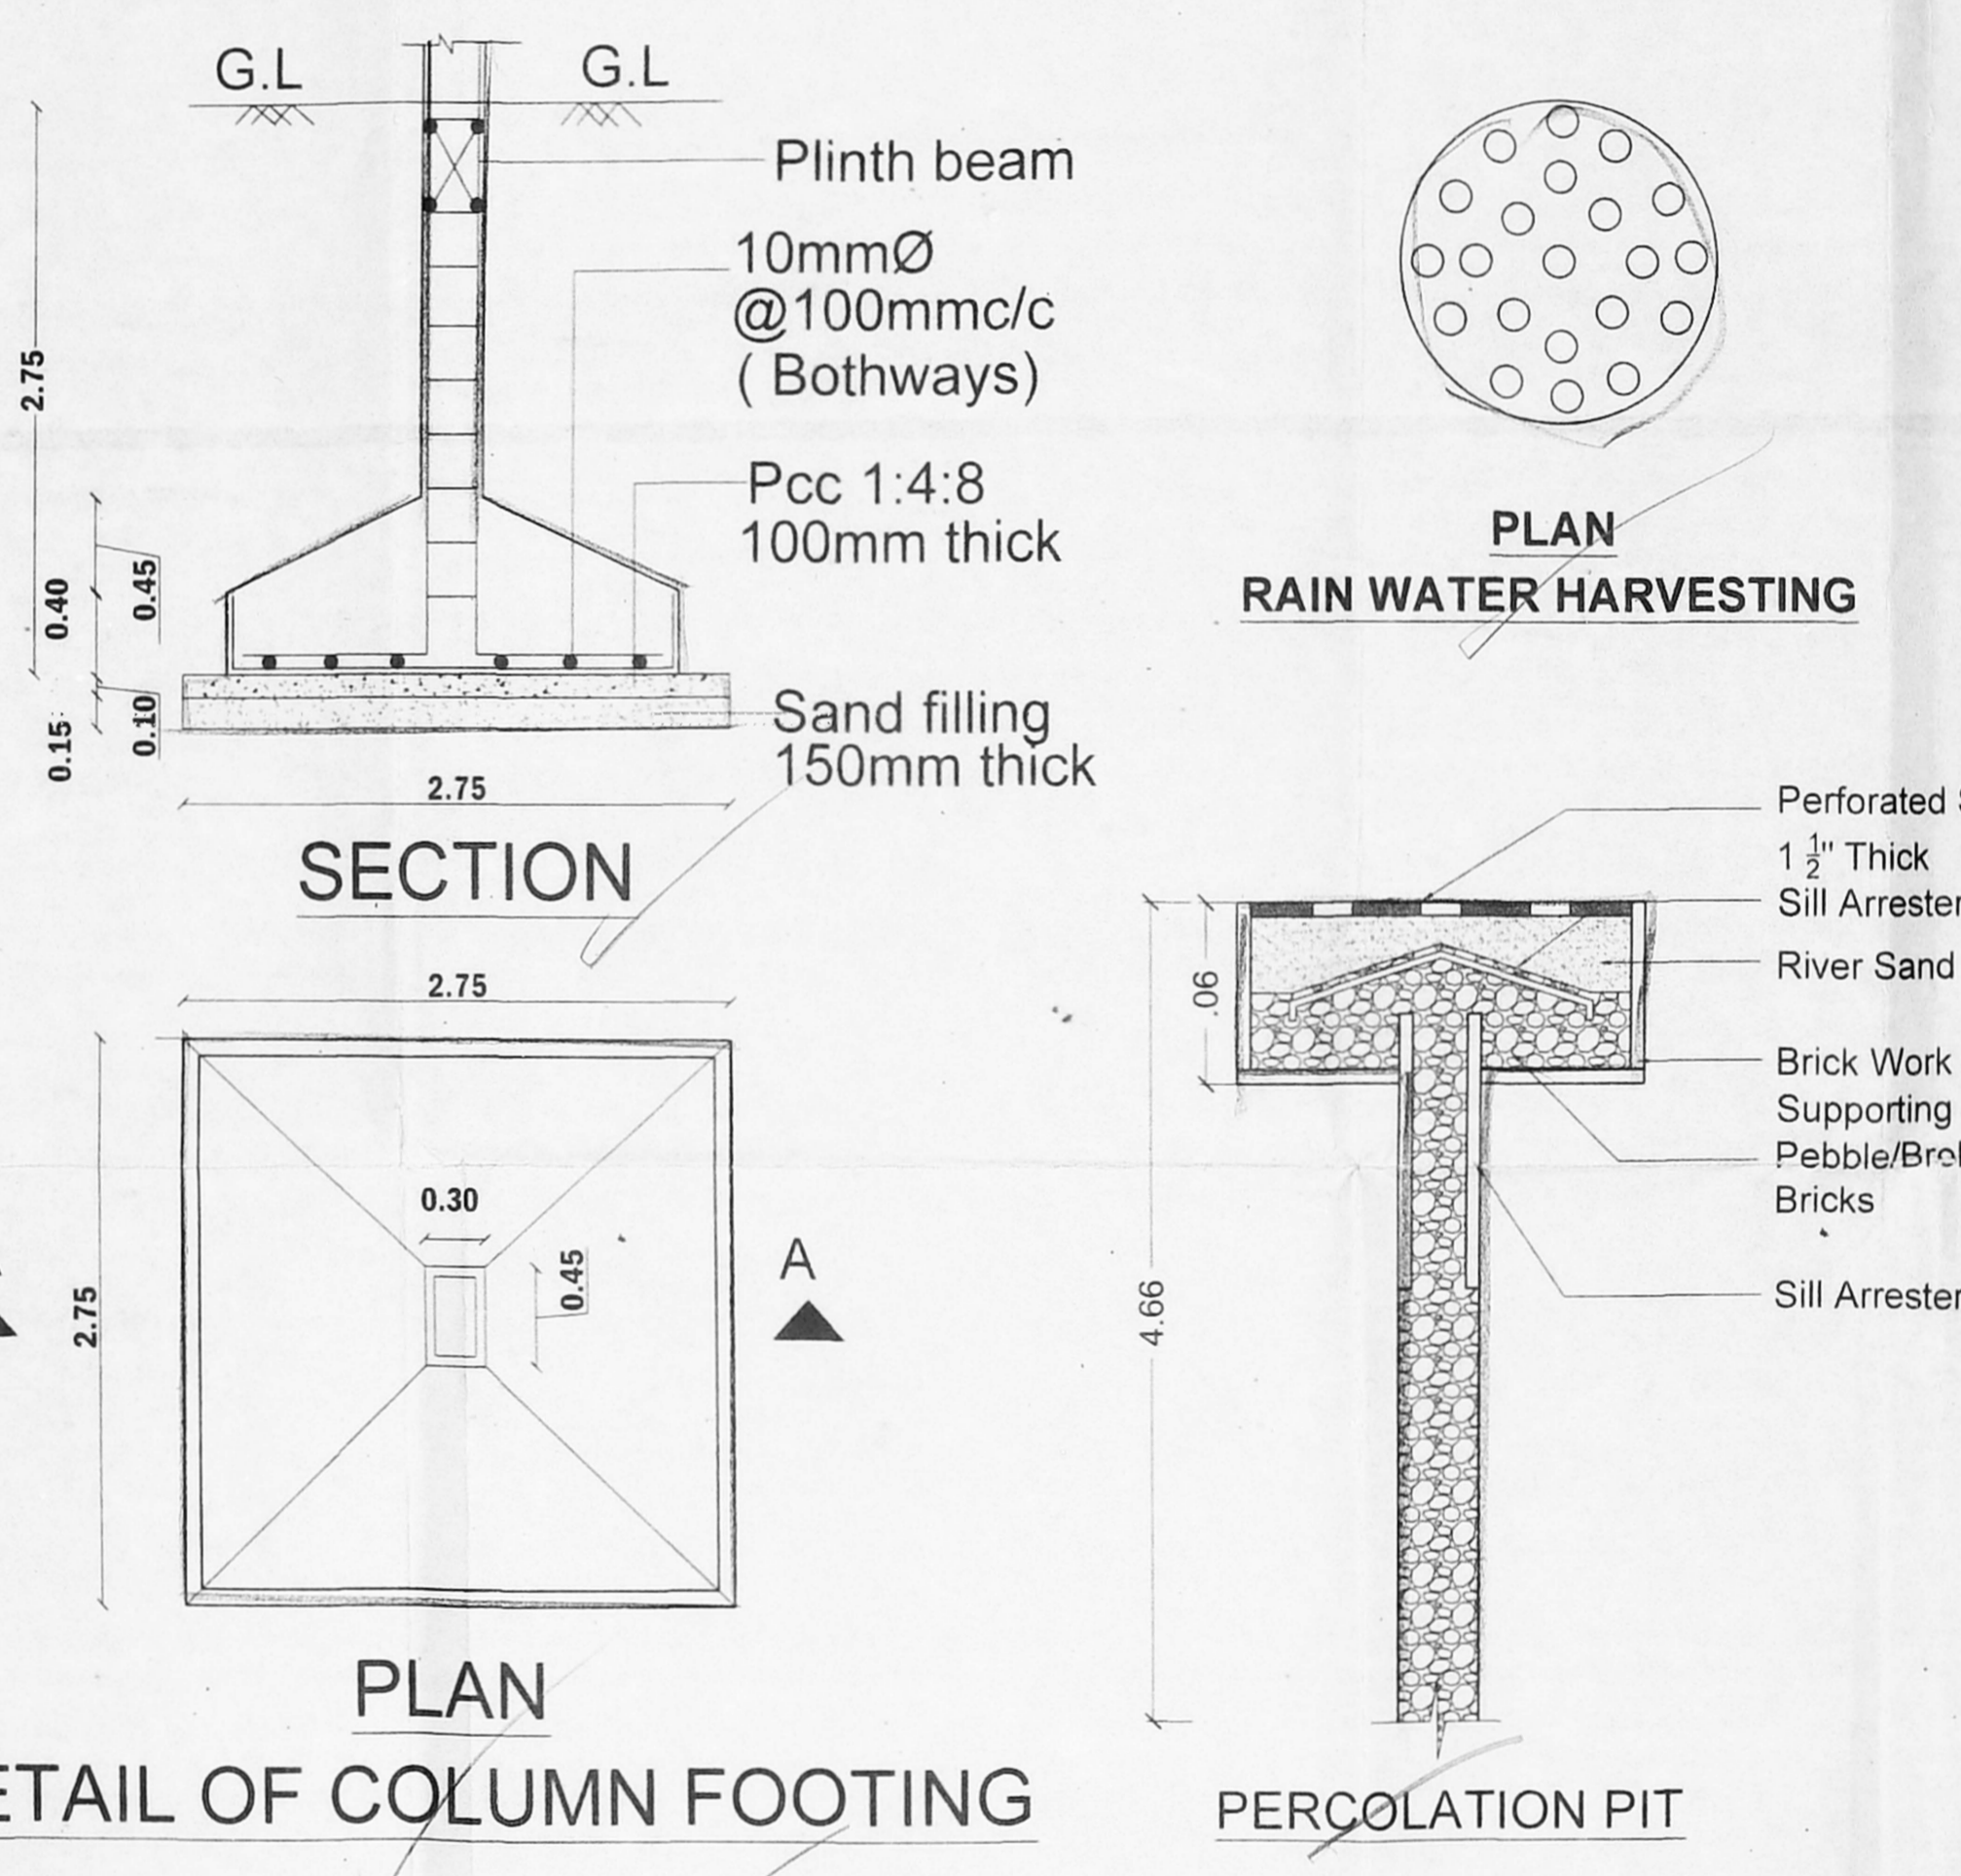 G.L
G.L
Plinth beam
10mmØ
@100mmc/c
( Bothways)
Pcc 1:4:8
100mm thick
Sand filling
150mm thick
2.75
0.40
0.45
0.15
0.10
2.75
SECTION
2.75
2.75
0.30
0.45
A
PLAN
ETAIL OF COLUMN FOOTING
PLAN
RAIN WATER HARVESTING
Perforated
1 1/2" Thick
Sill Arrester
River Sand
Brick Work
Supporting
Pebble/Bro
Bricks
Sill Arrester
.06
4.66
PERCOLATION PIT